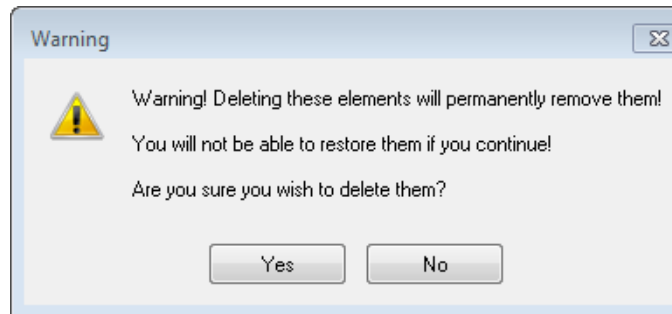 Warning
Warning! Deleting these elements will permanently remove them!
You will not be able to restore them if you continue!
Are you sure you wish to delete them?
Yes
No